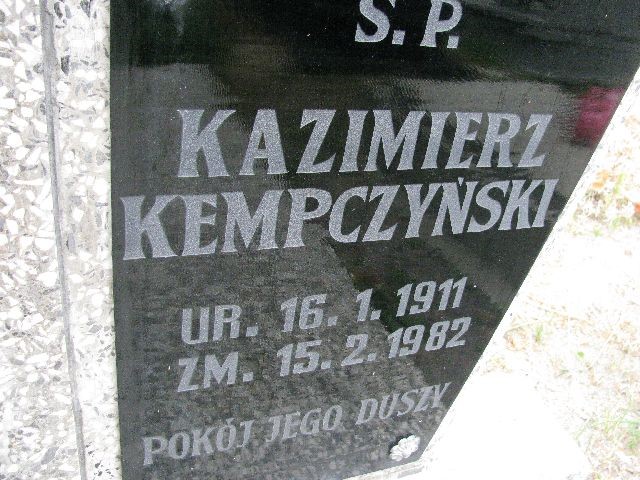 Ś. P.
KAZIMIERZ
KEMPCZYŃSKI
UR. 16. 1. 1911
ZM. 15. 2. 1982
POKÓJ JEGO DUSZY